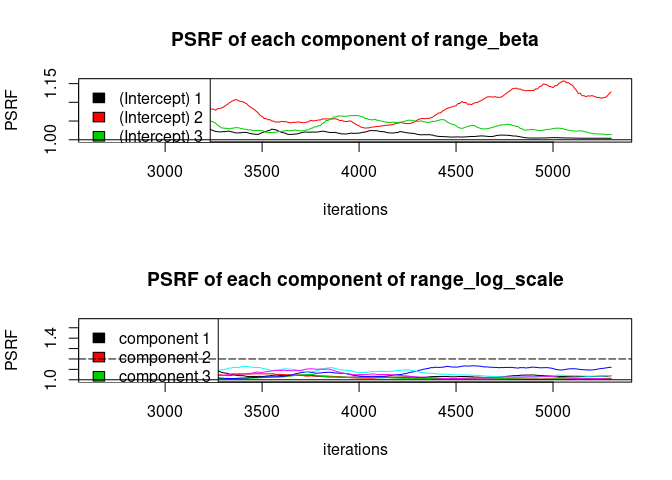 PSRF of each component of range_beta
PSRF
1.00
1.15
(Intercept) 1
(Intercept) 2
(Intercept) 3
3000
3500
4000
4500
5000
iterations
PSRF of each component of range_log_scale
PSRF
1.0
1.4
component 1
component 2
component 3
3000
3500
4000
4500
5000
iterations